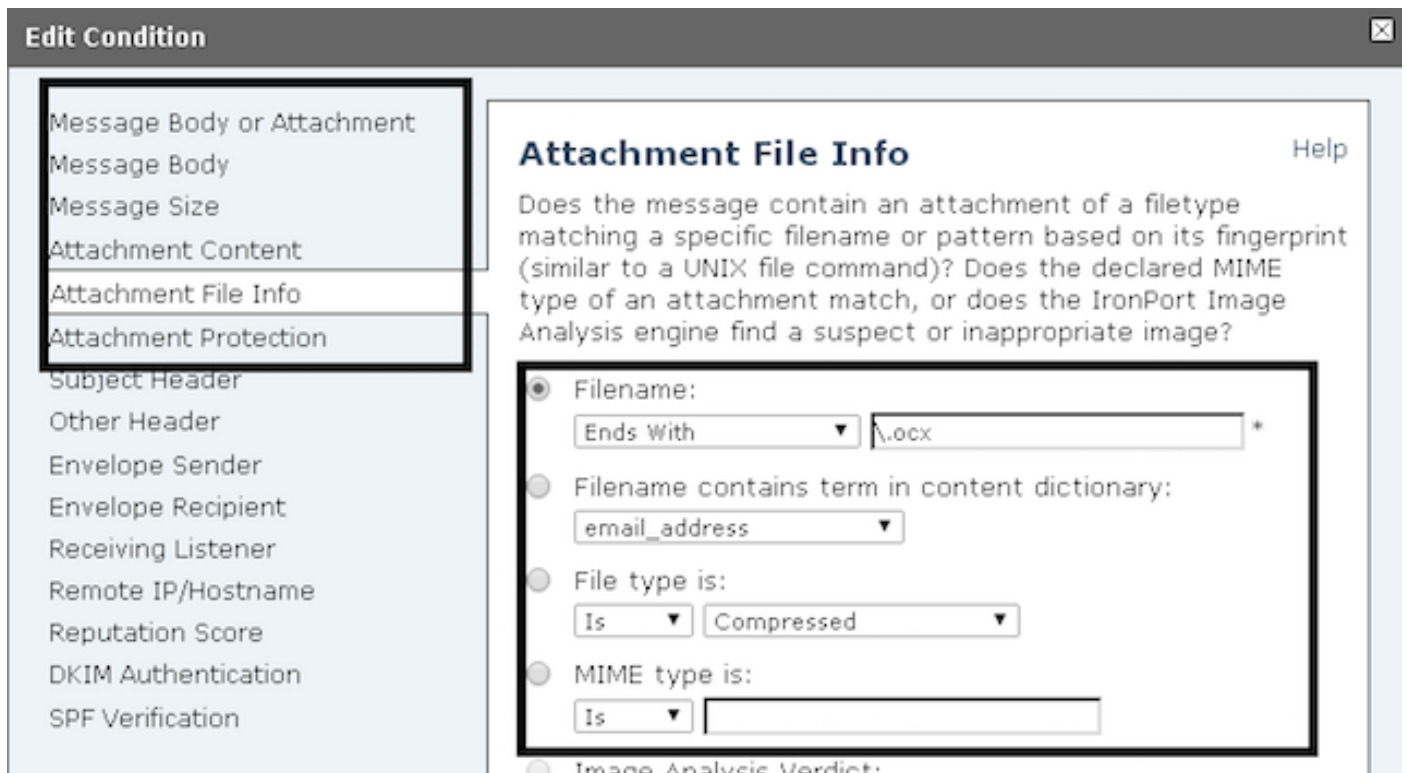 Edit Condition
Message Body or Attachment
Message Body
Message Size
Attachment Content
Attachment File Info
Attachment Protection
Subject Header
Other Header
Envelope Sender
Envelope Recipient
Receiving Listener
Remote IP/Hostname
Reputation Score
DKIM Authentication
SPF Verification
Attachment File Info
Help
Does the message contain an attachment of a filetype
matching a specific filename or pattern based on its fingerprint
(similar to a UNIX file command)? Does the declared MIME
type of an attachment match, or does the IronPort Image
Analysis engine find a suspect or inappropriate image?
Filename:
Ends With
\.ocx
*
Filename contains term in content dictionary:
email_address
File type is:
Is
Compressed
MIME type is:
Is
Image Analysis Verdict: